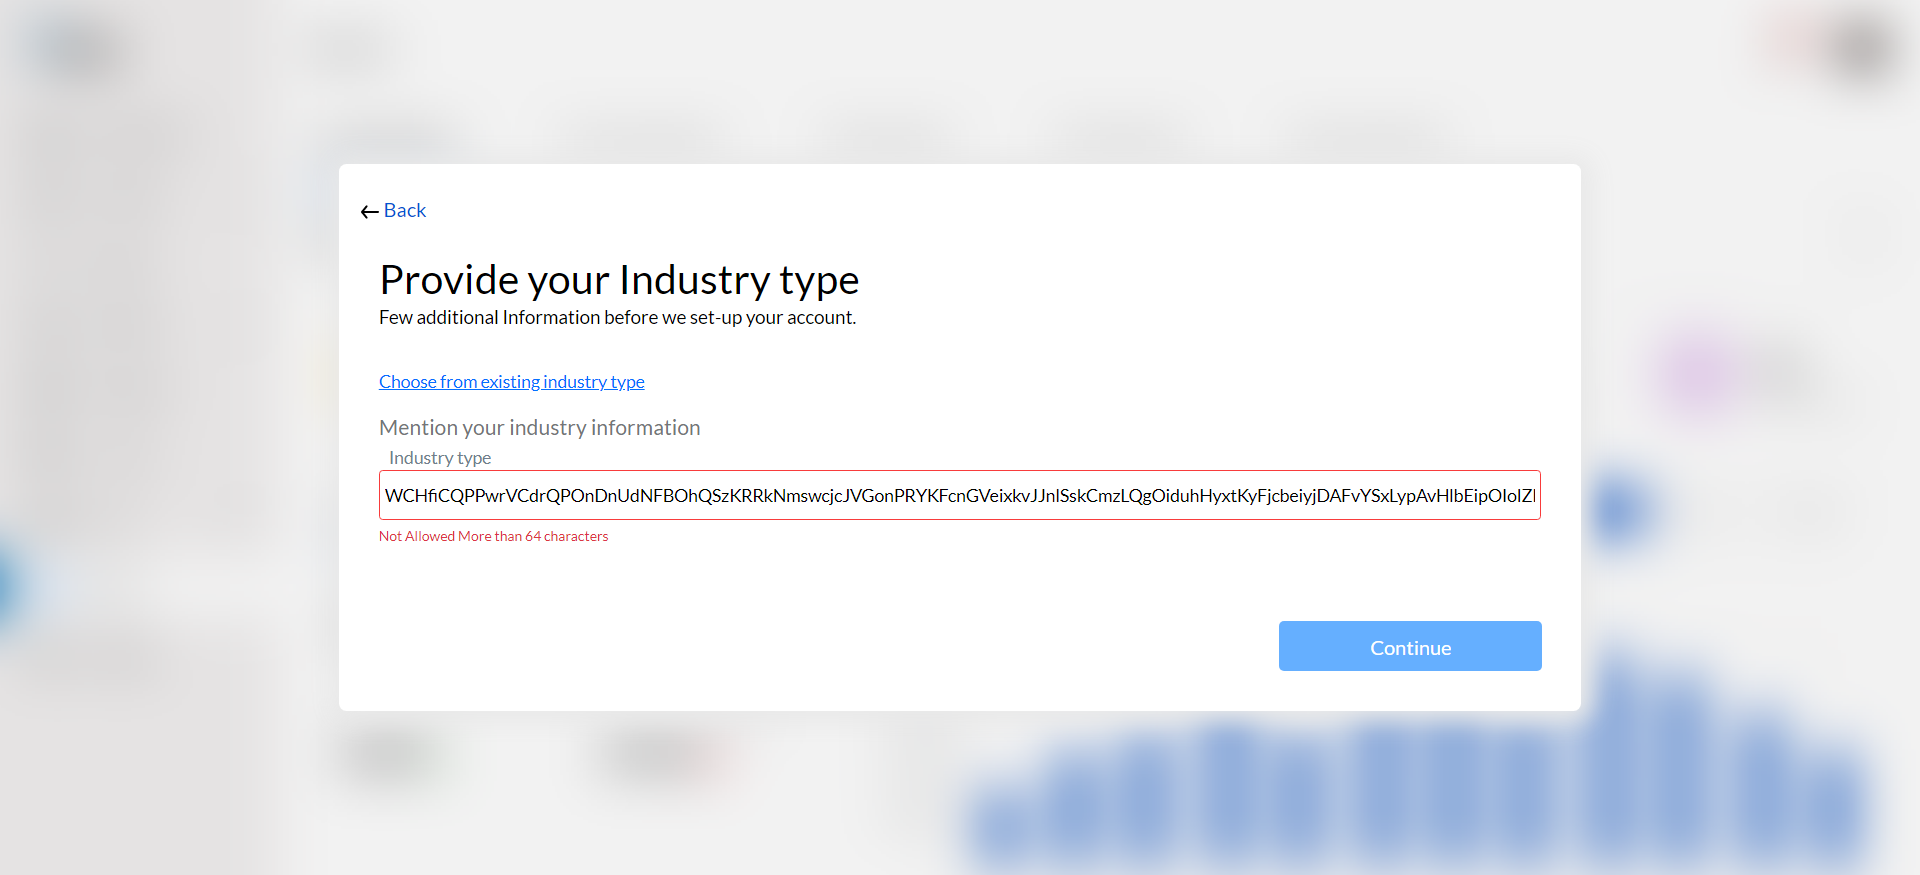 Back
Provide your Industry type
Few additional Information before we set-up your account.
Choose from existing industry type
Mention your industry information
Industry type
Not Allowed More than 64 characters
Continue